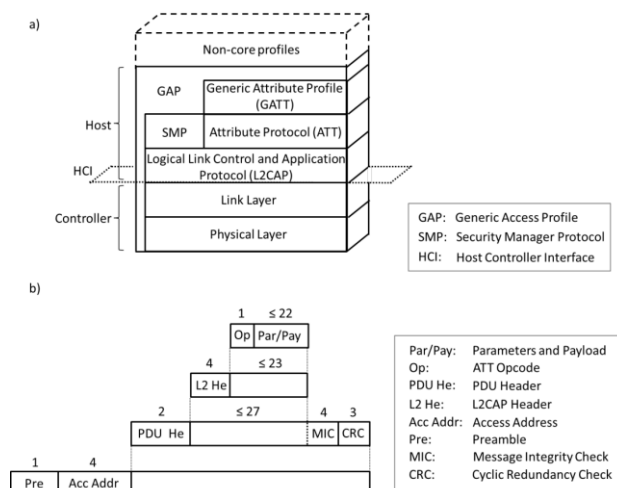 a)
Non-core profiles
GAP
Generic Attribute Profile
(GATT)
Host
SMP
Attribute Protocol (ATT)
HCI
Logical Link Control and Application
Protocol (L2CAP)
Link Layer
Controller
Physical Layer
GAP: Generic Access Profile
SMP: Security Manager Protocol
HCI: Host Controller Interface
b)
1 ≤ 22
Op Par/Pay
4 ≤ 23
L2 He
2 ≤ 27 4 3
PDU He MIC CRC
1 4
Pre Acc Addr
Par/Pay: Parameters and Payload
Op: ATT Opcode
PDU He: PDU Header
L2 He: L2CAP Header
Acc Addr: Access Address
Pre: Preamble
MIC: Message Integrity Check
CRC: Cyclic Redundancy Check